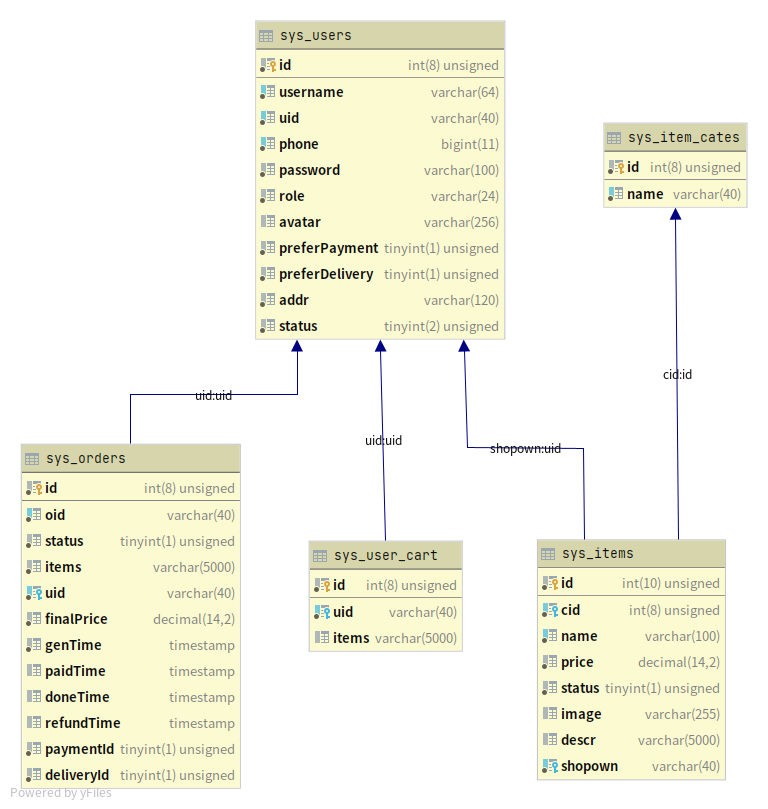 sys_users
id int(8) unsigned
username varchar(64)
uid varchar(40)
phone bigint(11)
password varchar(100)
role varchar(24)
avatar varchar(256)
preferPayment tinyint(1) unsigned
preferDelivery tinyint(1) unsigned
addr varchar(120)
status tinyint(2) unsigned
sys_item_cates
id int(8) unsigned
name varchar(40)
uid:uid
uid:uid
shopown:uid
cid:id
sys_orders
id int(8) unsigned
oid varchar(40)
status tinyint(1) unsigned
items varchar(5000)
uid varchar(40)
finalPrice decimal(14,2)
genTime timestamp
paidTime timestamp
doneTime timestamp
refundTime timestamp
paymentId tinyint(1) unsigned
deliveryId tinyint(1) unsigned
sys_user_cart
id int(8) unsigned
uid varchar(40)
items varchar(5000)
sys_items
id int(10) unsigned
cid int(8) unsigned
name varchar(100)
price decimal(14,2)
status tinyint(1) unsigned
image varchar(255)
descr varchar(5000)
shopown varchar(40)
Powered by yFiles